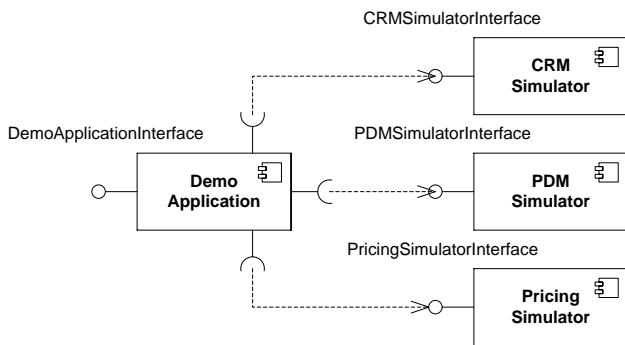 CRMSimulatorInterface
CRM
Simulator
DemoApplicationInterface
Demo
Application
PDMSimulatorInterface
PDM
Simulator
PricingSimulatorInterface
Pricing
Simulator